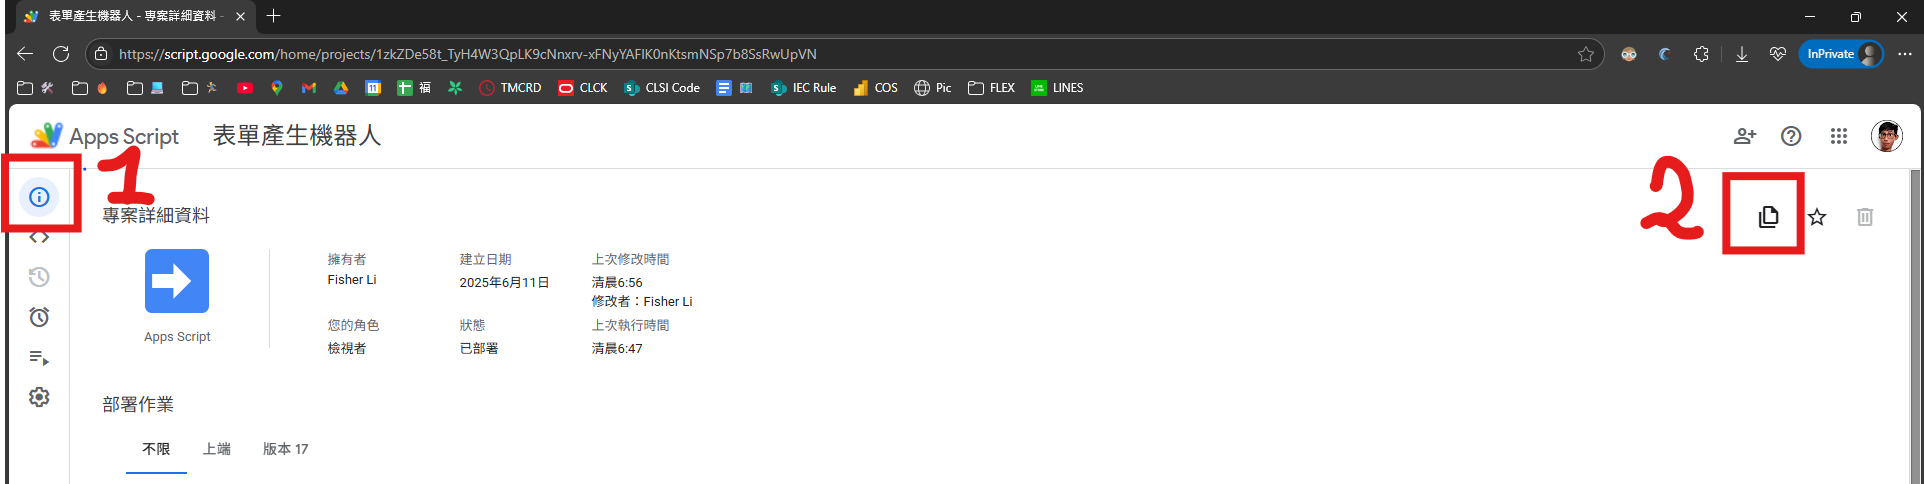 表單產生機器人 - 專案詳細資料 -
https://script.google.com/home/projects/1zkZDe58t_TyH4W3QpLK9cNnxrv-xFNyYAFlK0nKtsmNSp7b8SsRwUpVN
InPrivate
福 TMCRD CLCK CLSI Code IEC Rule COS Pic FLEX LINES
Apps Script 表單產生機器人
1
2
專案詳細資料
擁有者 建立日期 上次修改時間
Fisher Li 2025年6月11日 清晨6:56
修改者：Fisher Li
您的角色 狀態 上次執行時間
Apps Script 檢視者 已部署 清晨6:47
部署作業
不限 上端 版本 17